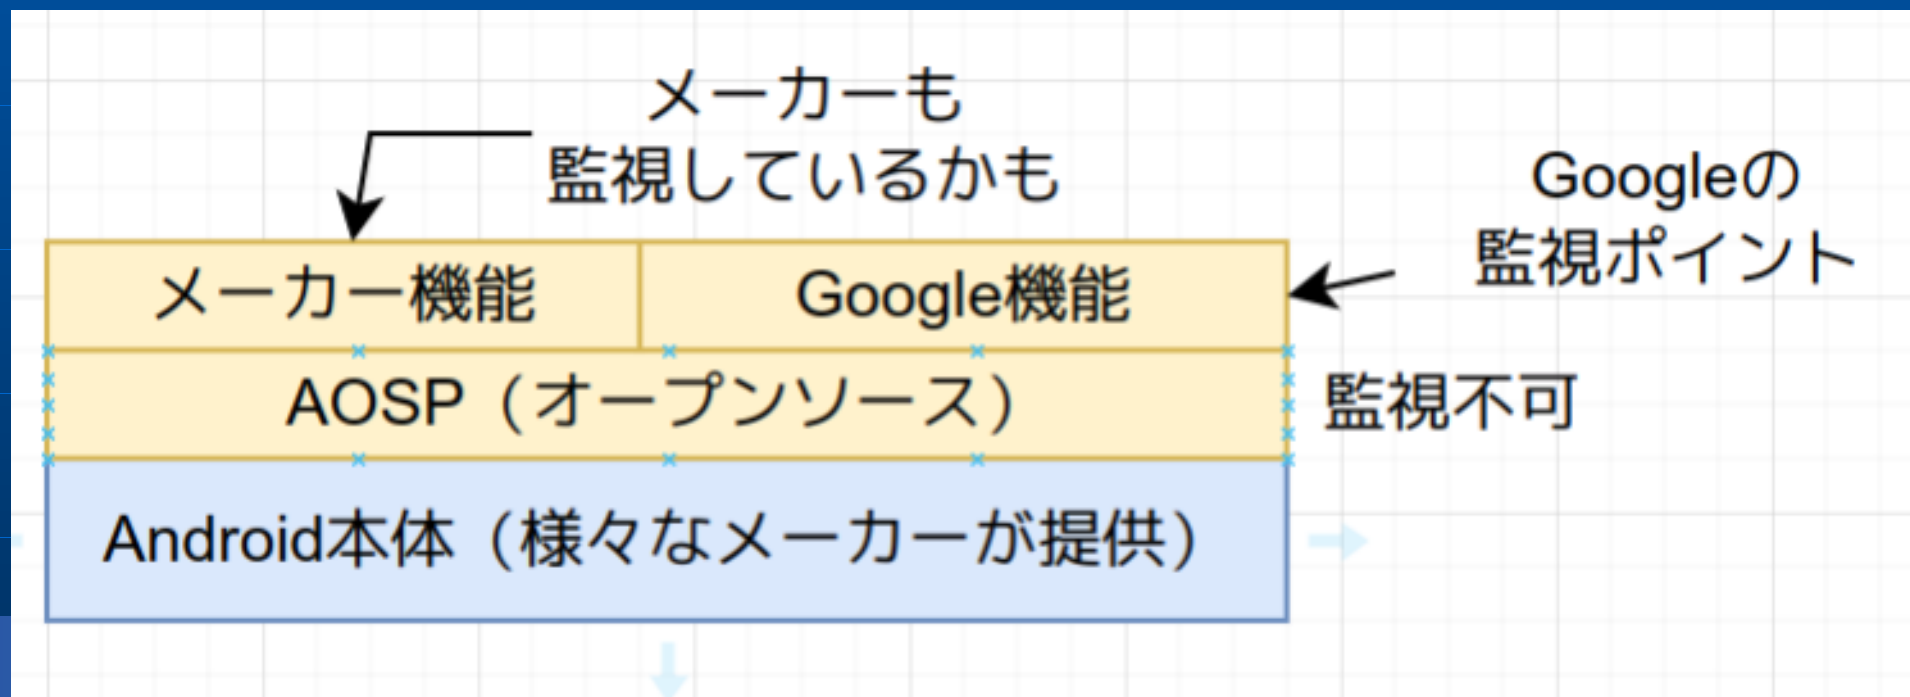 メーカーも
監視しているかも
Googleの
監視ポイント
メーカー機能
Google機能
AOSP（オープンソース）
監視不可
Android本体（様々なメーカーが提供）